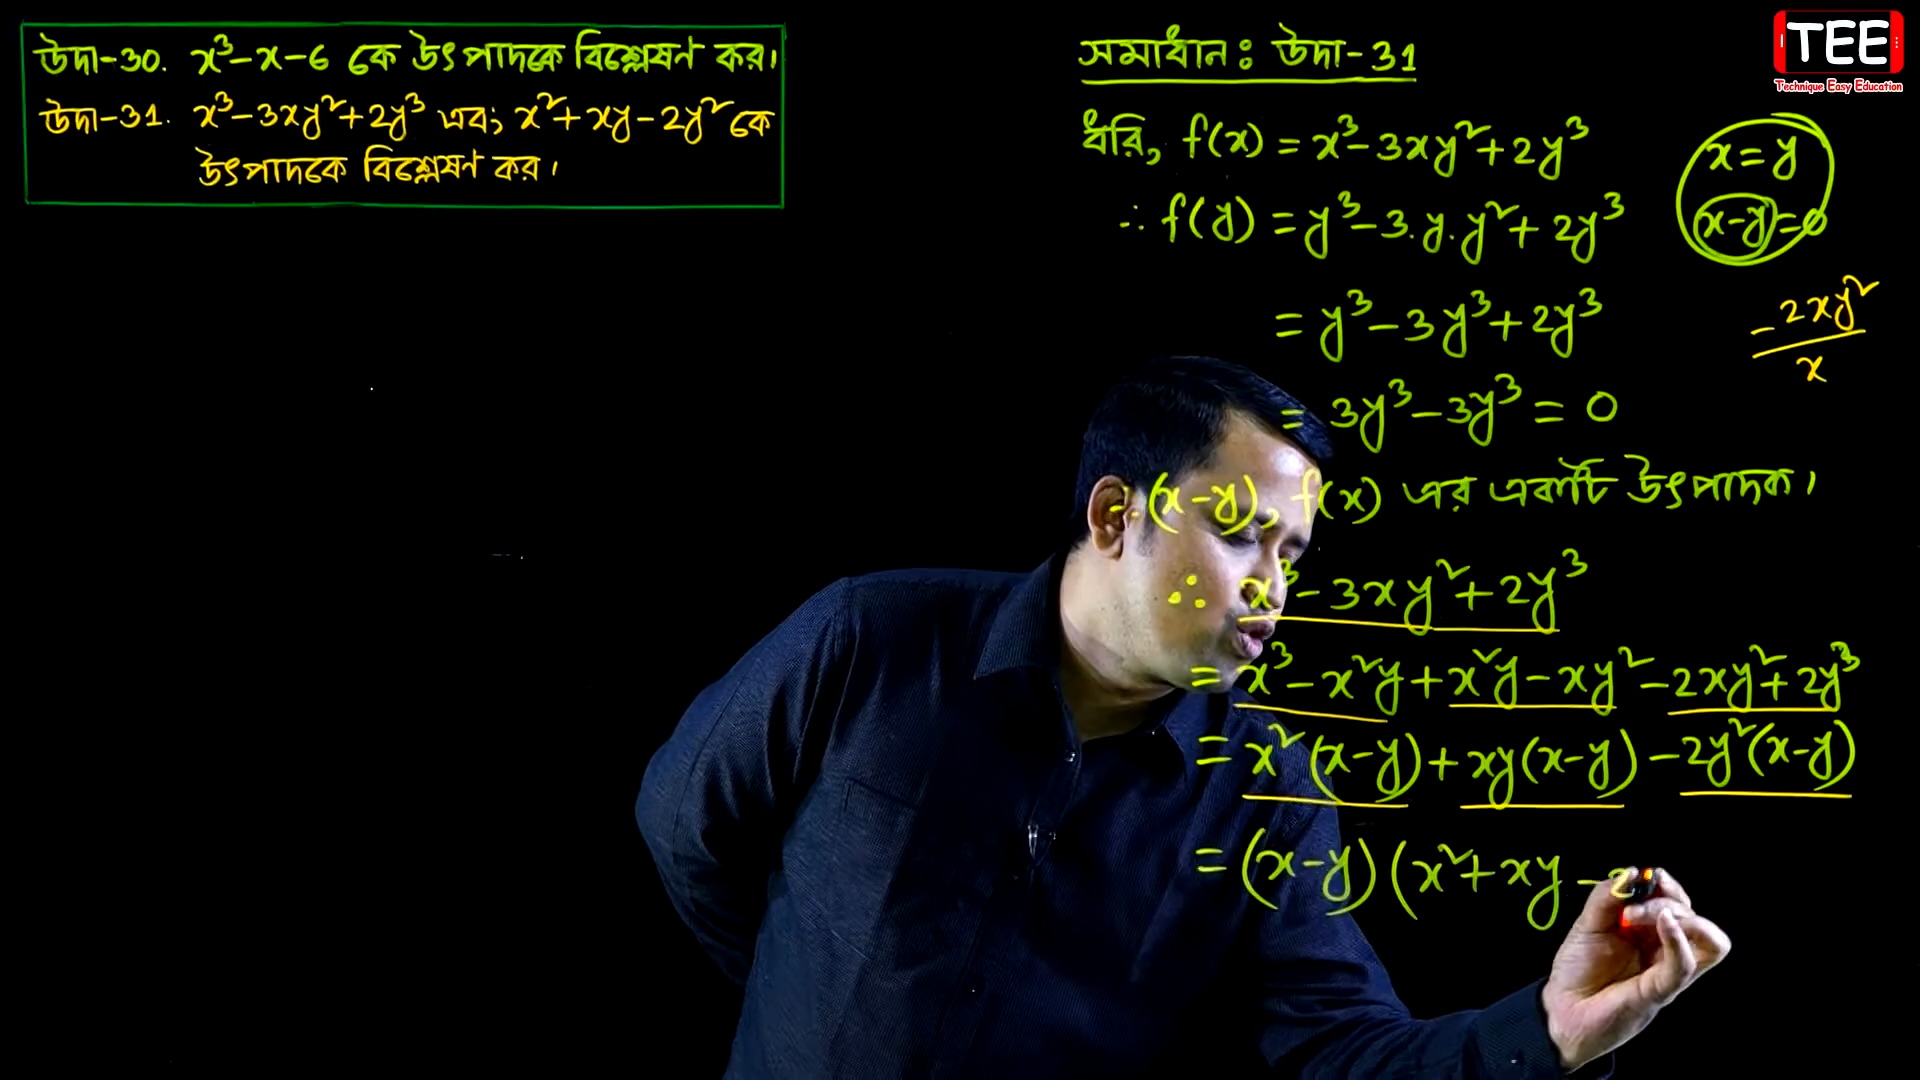 উদা-30. x³-x-6 কে উৎপাদকে বিশ্লেষণ কর।
উদা-31. x³-3xy²+2y³ এবং x²+xy-2y² কে
উৎপাদকে বিশ্লেষণ কর।
সমাধান: উদা-31
ধরি, f(x) = x³-3xy²+2y³
∴ f(y) = y³-3.y.y²+2y³
= y³-3y³+2y³
= 3y³-3y³ = 0
∴ (x-y), f(x) এর একটি উৎপাদক।
∴ x³-3xy²+2y³
= x³-x²y+x²y-xy²-2xy²+2y³
= x²(x-y)+xy(x-y)-2y²(x-y)
= (x-y)(x²+xy-2
x=y
(x-y)=0
-2xy²
x
TEE
Technique Easy Education